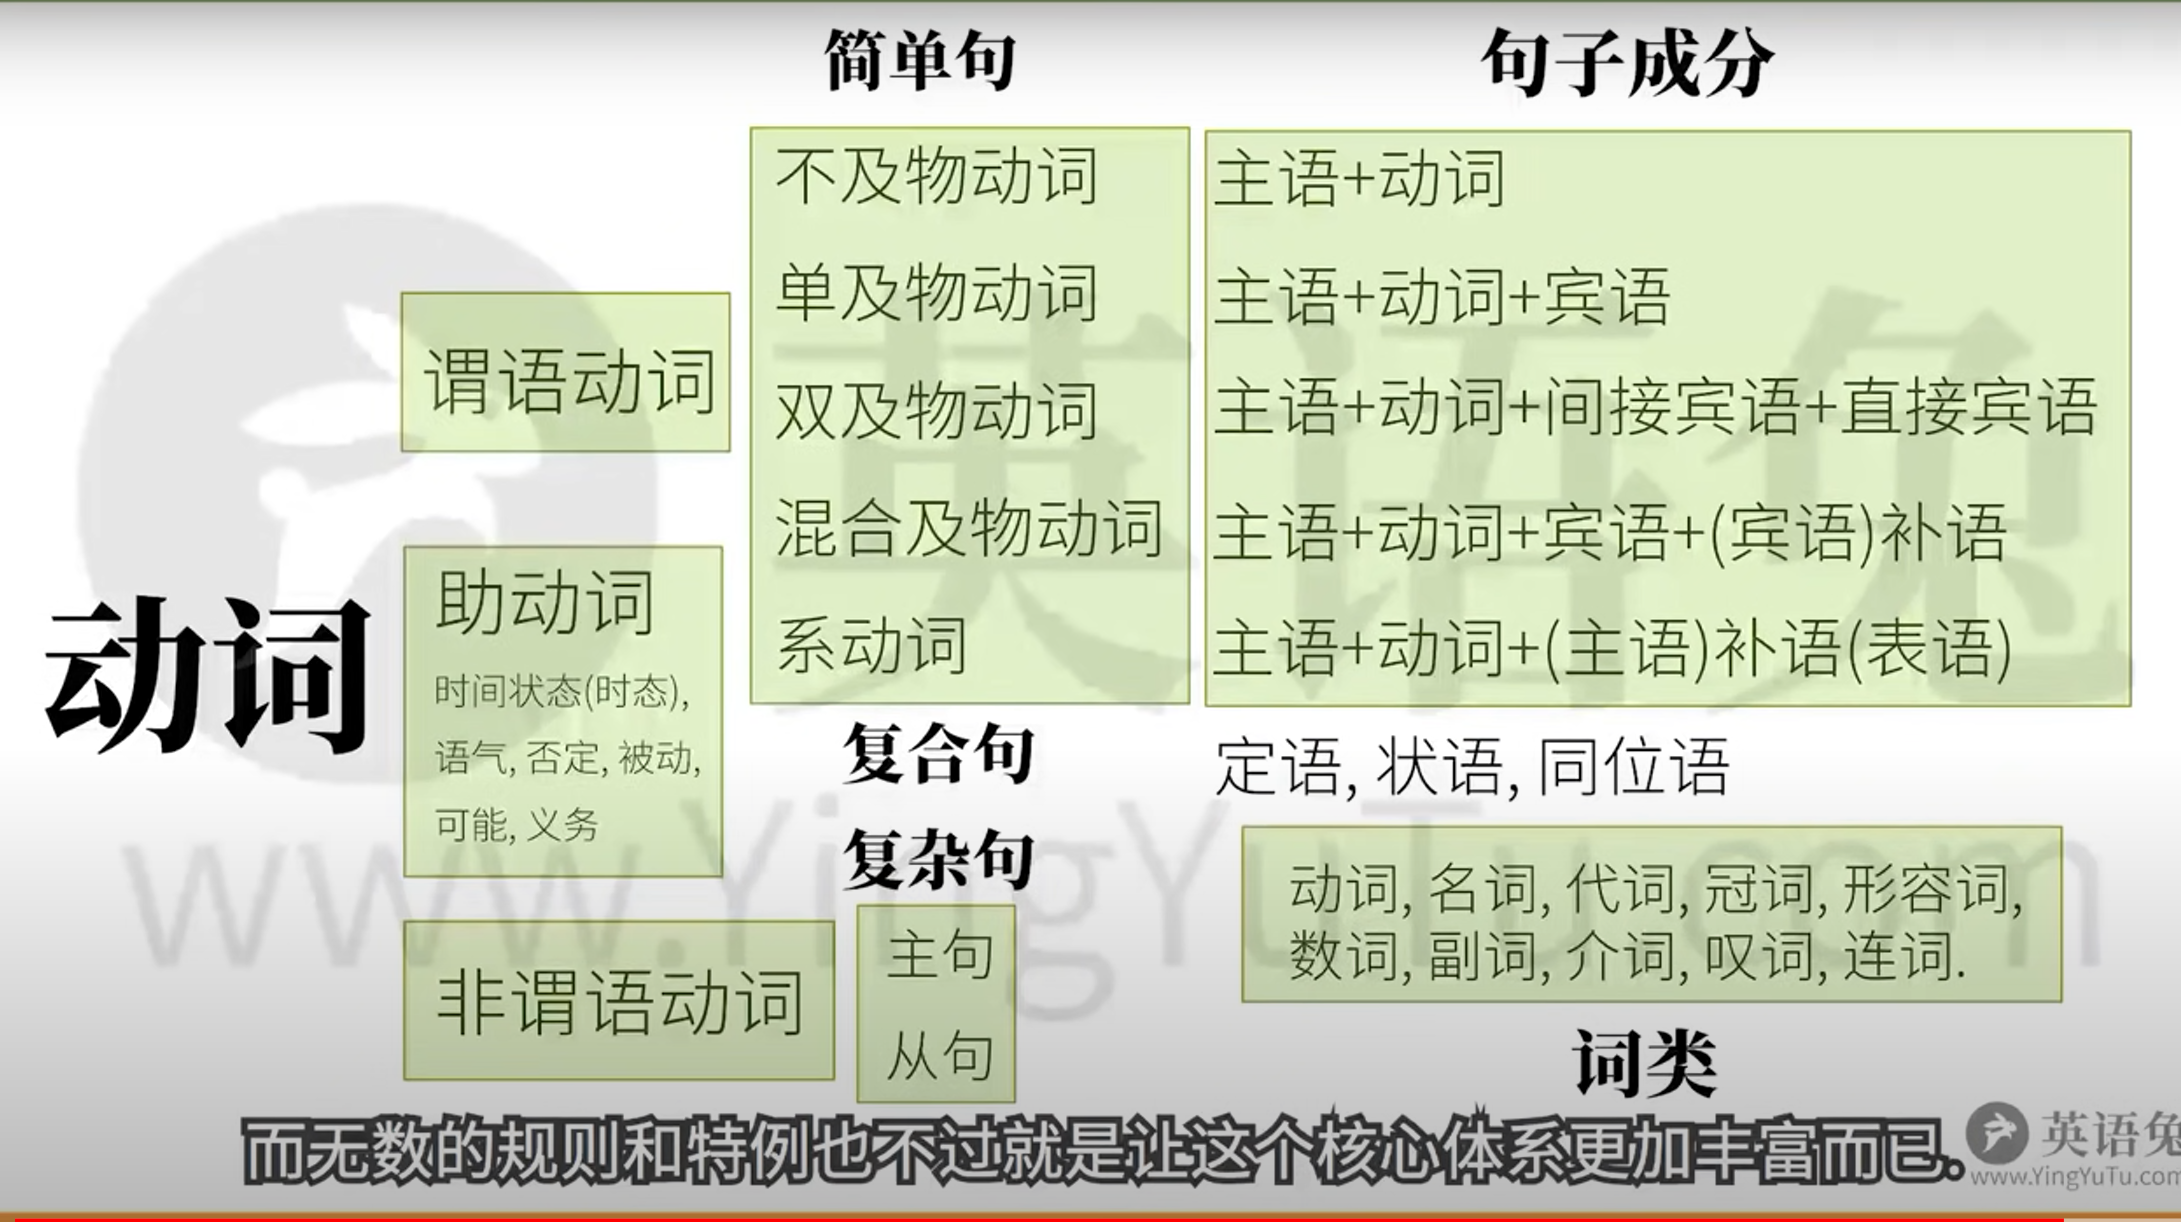 简单句
句子成分
不及物动词
主语+动词
单及物动词
主语+动词+宾语
谓语动词
双及物动词
主语+动词+间接宾语+直接宾语
混合及物动词
主语+动词+宾语+(宾语)补语
系动词
主语+动词+(主语)补语(表语)
动词
助动词
时间状态(时态),
语气, 否定, 被动,
可能, 义务
复合句
定语, 状语, 同位语
复杂句
主句
从句
非谓语动词
动词, 名词, 代词, 冠词, 形容词,
数词, 副词, 介词, 叹词, 连词.
词类
而无数的规则和特例也不过就是让这个核心体系更加丰富而已.
英语兔
www.YingYuTu.com
英语兔
www.YingYuTu.com